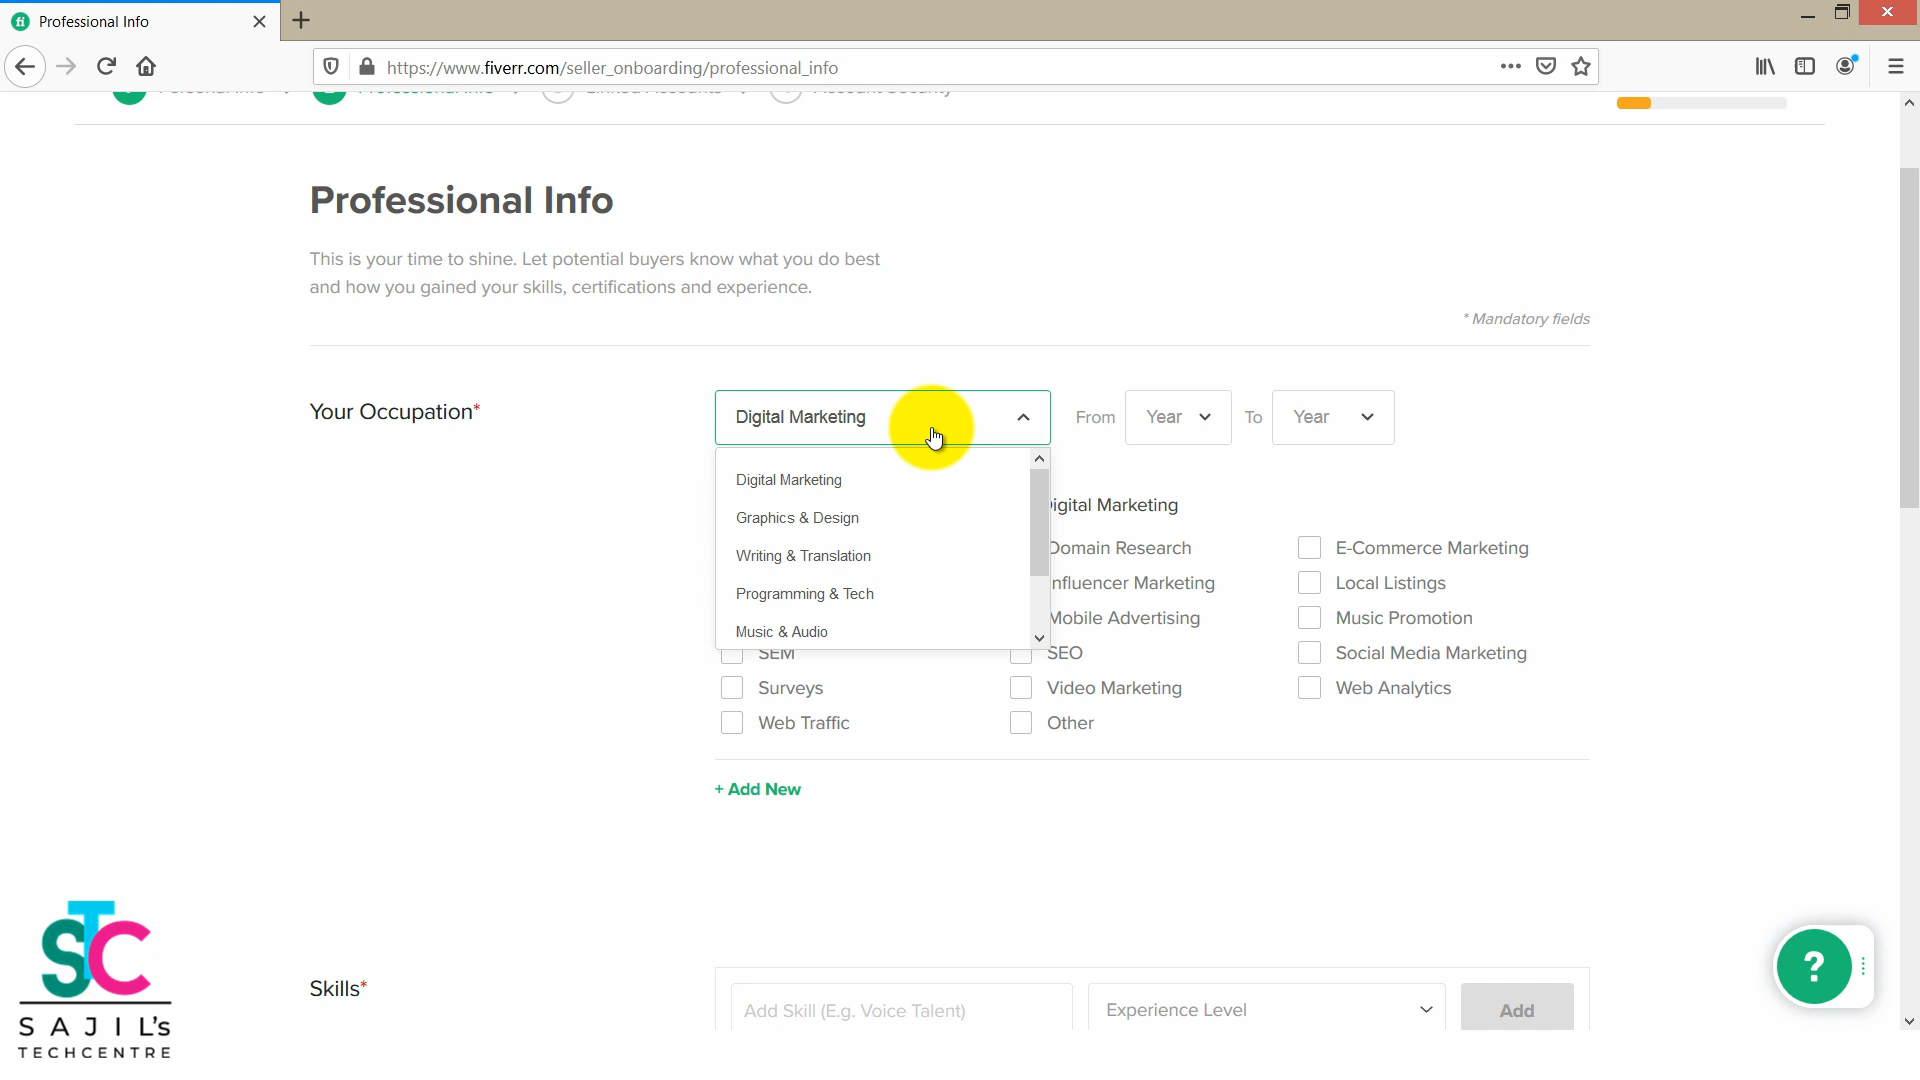 Professional Info
https://www.fiverr.com/seller_onboarding/professional_info
Professional Info
This is your time to shine. Let potential buyers know what you do best
and how you gained your skills, certifications and experience.
* Mandatory fields
Your Occupation*
Digital Marketing
From
Year
To
Year
Digital Marketing
Graphics & Design
Writing & Translation
Programming & Tech
Music & Audio
igital Marketing
Domain Research
E-Commerce Marketing
nfluencer Marketing
Local Listings
Mobile Advertising
Music Promotion
SEM
SEO
Social Media Marketing
Surveys
Video Marketing
Web Analytics
Web Traffic
Other
+ Add New
Skills*
Add Skill (E.g. Voice Talent)
Experience Level
Add
?
STC
SAJIL's
TECHCENTRE